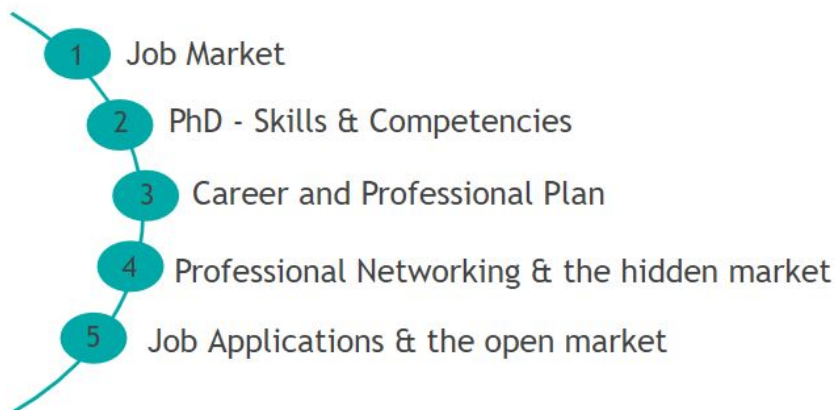 1 Job Market
2 PhD - Skills & Competencies
3 Career and Professional Plan
4 Professional Networking & the hidden market
5 Job Applications & the open market